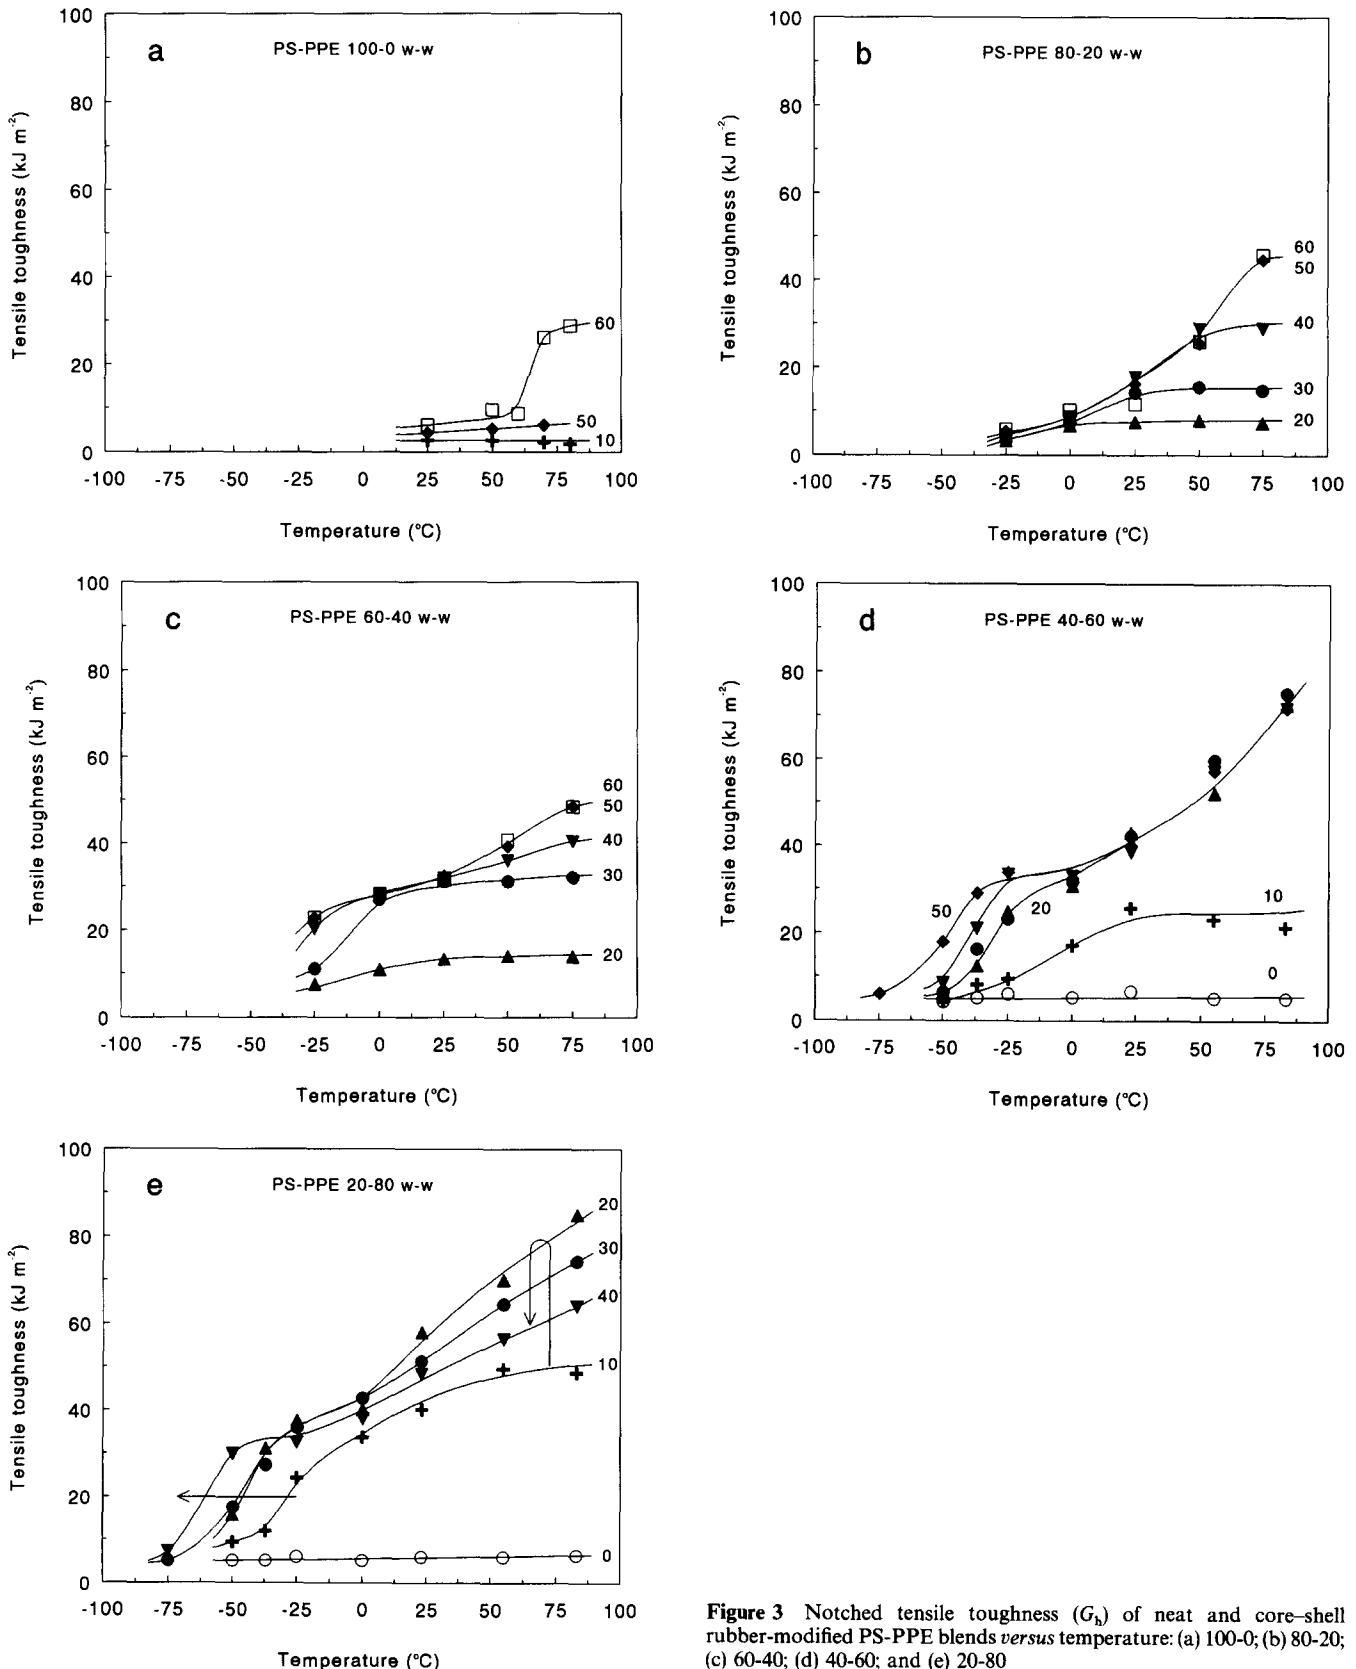 a
PS-PPE 100-0 w-w
Tensile toughness (kJ m⁻²)
100
80
60
40
20
0
60
50
10
-100 -75 -50 -25 0 25 50 75 100
Temperature (°C)
b
PS-PPE 80-20 w-w
Tensile toughness (kJ m⁻²)
100
80
60
40
20
0
60
50
40
30
20
-100 -75 -50 -25 0 25 50 75 100
Temperature (°C)
c
PS-PPE 60-40 w-w
Tensile toughness (kJ m⁻²)
100
80
60
40
20
0
60
50
40
30
20
-100 -75 -50 -25 0 25 50 75 100
Temperature (°C)
d
PS-PPE 40-60 w-w
Tensile toughness (kJ m⁻²)
100
80
60
40
20
0
50
20
10
0
-100 -75 -50 -25 0 25 50 75 100
Temperature (°C)
e
PS-PPE 20-80 w-w
Tensile toughness (kJ m⁻²)
100
80
60
40
20
0
20
30
40
10
0
-100 -75 -50 -25 0 25 50 75 100
Temperature (°C)
Figure 3 Notched tensile toughness (Gh) of neat and core–shell
rubber-modified PS-PPE blends versus temperature: (a) 100-0; (b) 80-20;
(c) 60-40; (d) 40-60; and (e) 20-80